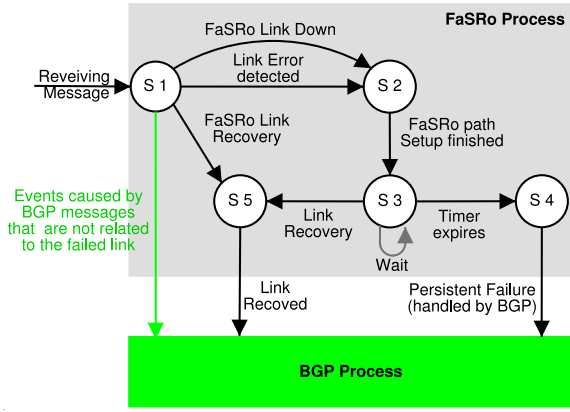 FaSRo Process
FaSRo Link Down
Link Error
detected
Reveiving
Message
S 1
S 2
FaSRo Link
Recovery
FaSRo path
Setup finished
Events caused by
BGP messages
that are not related
to the failed link
S 5
Link
Recovery
S 3
Timer
expires
S 4
Wait
Link
Recoved
Persistent Failure
(handled by BGP)
BGP Process